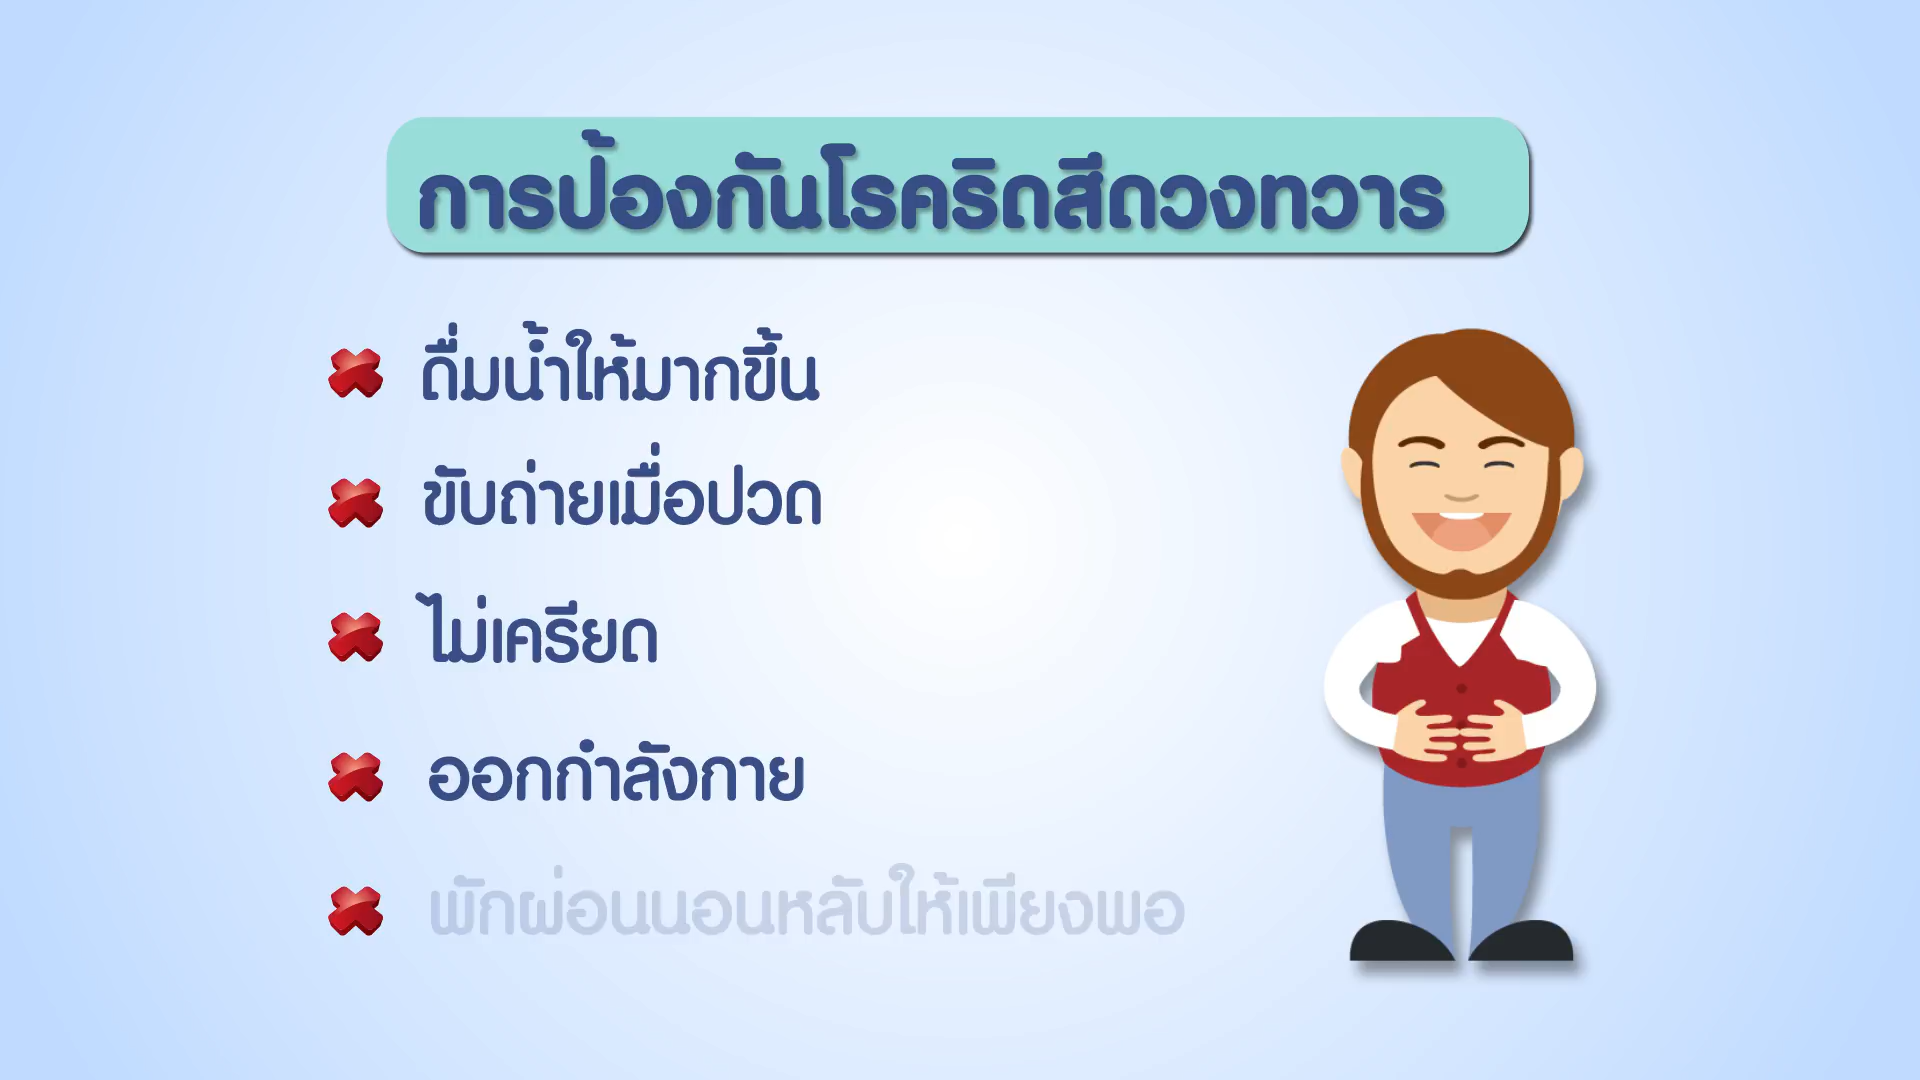 การป้องกันโรคริดสีดวงทวาร
ดื่มน้ำให้มากขึ้น
ขับถ่ายเมื่อปวด
ไม่เครียด
ออกกำลังกาย
พักผ่อนนอนหลับให้เพียงพอ